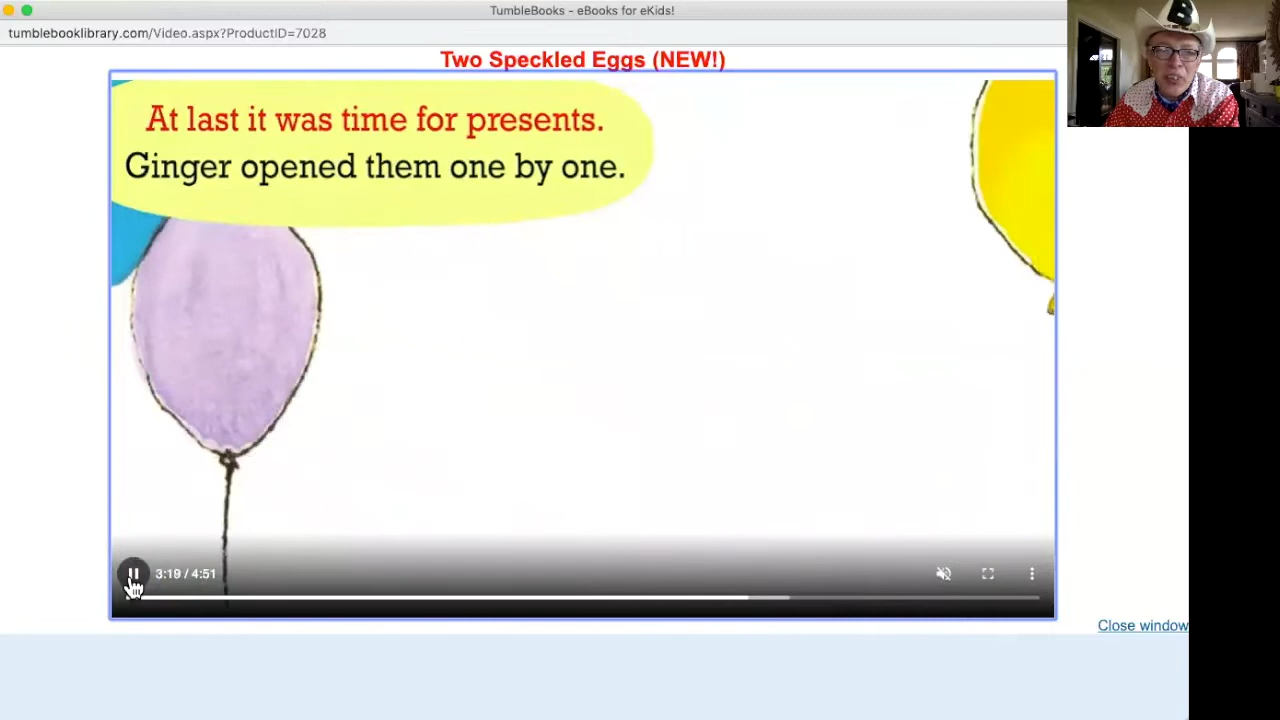 TumbleBooks - eBooks for eKids!
tumblebooklibrary.com/Video.aspx?ProductID=7028
Two Speckled Eggs (NEW!)
At last it was time for presents.
Ginger opened them one by one.
3:19 / 4:51
Close window
B